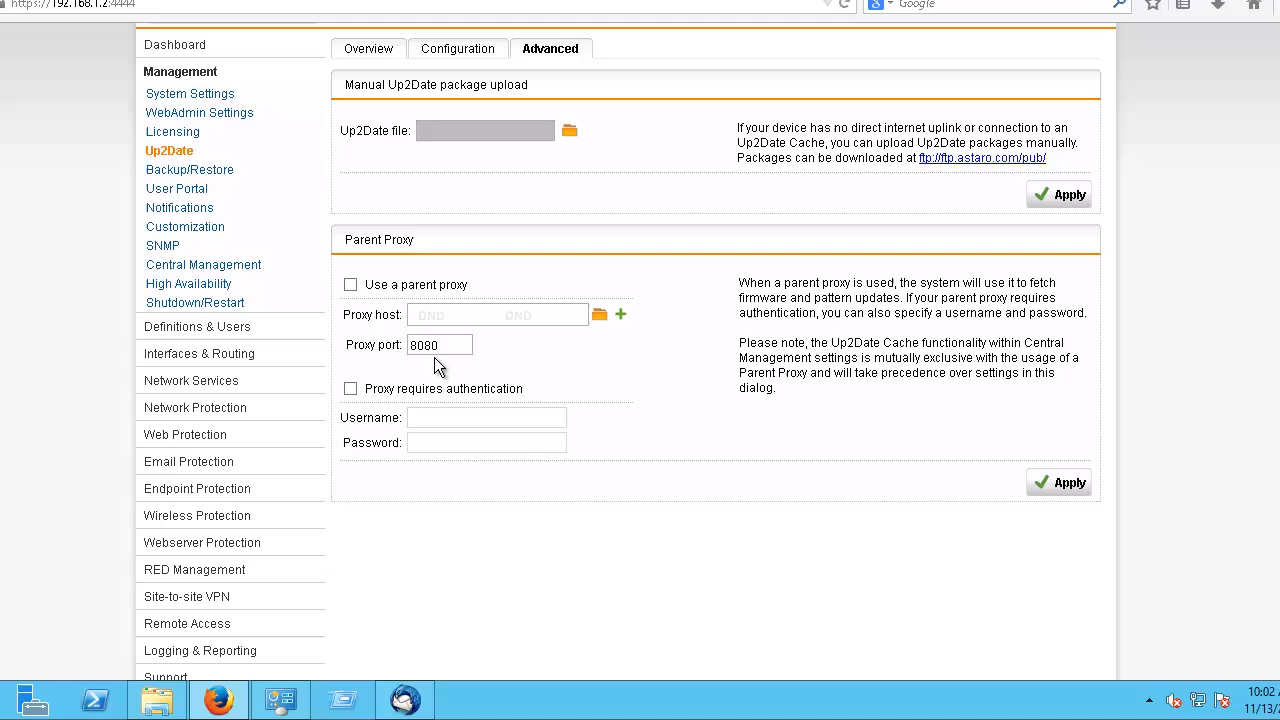 https://192.168.1.2:4444
Google
Dashboard
Management
System Settings
WebAdmin Settings
Licensing
Up2Date
Backup/Restore
User Portal
Notifications
Customization
SNMP
Central Management
High Availability
Shutdown/Restart
Definitions & Users
Interfaces & Routing
Network Services
Network Protection
Web Protection
Email Protection
Endpoint Protection
Wireless Protection
Webserver Protection
RED Management
Site-to-site VPN
Remote Access
Logging & Reporting
Support
Overview Configuration Advanced
Manual Up2Date package upload
Up2Date file:
If your device has no direct internet uplink or connection to an
Up2Date Cache, you can upload Up2Date packages manually.
Packages can be downloaded at ftp://ftp.astaro.com/pub/
Apply
Parent Proxy
Use a parent proxy
Proxy host: DND DND
Proxy port: 8080
Proxy requires authentication
Username:
Password:
When a parent proxy is used, the system will use it to fetch
firmware and pattern updates. If your parent proxy requires
authentication, you can also specify a username and password.
Please note, the Up2Date Cache functionality within Central
Management settings is mutually exclusive with the usage of a
Parent Proxy and will take precedence over settings in this
dialog.
Apply
10:02
11/13/